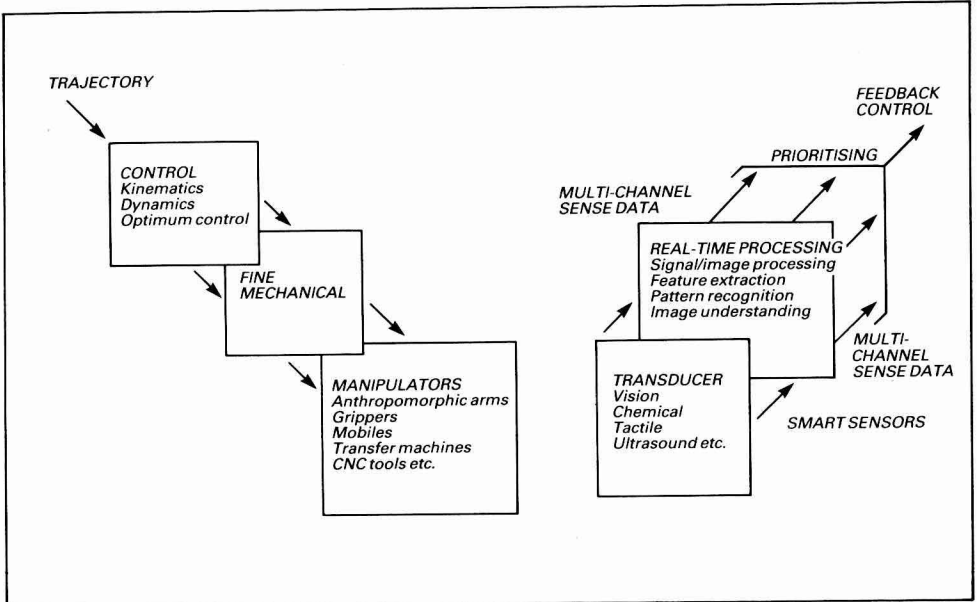 TRAJECTORY
CONTROL
Kinematics
Dynamics
Optimum control
FINE
MECHANICAL
MANIPULATORS
Anthropomorphic arms
Grippers
Mobiles
Transfer machines
CNC tools etc.
FEEDBACK
CONTROL
PRIORITISING
MULTI-CHANNEL
SENSE DATA
REAL-TIME PROCESSING
Signal/image processing
Feature extraction
Pattern recognition
Image understanding
MULTI-
CHANNEL
SENSE DATA
TRANSDUCER
Vision
Chemical
Tactile
Ultrasound etc.
SMART SENSORS